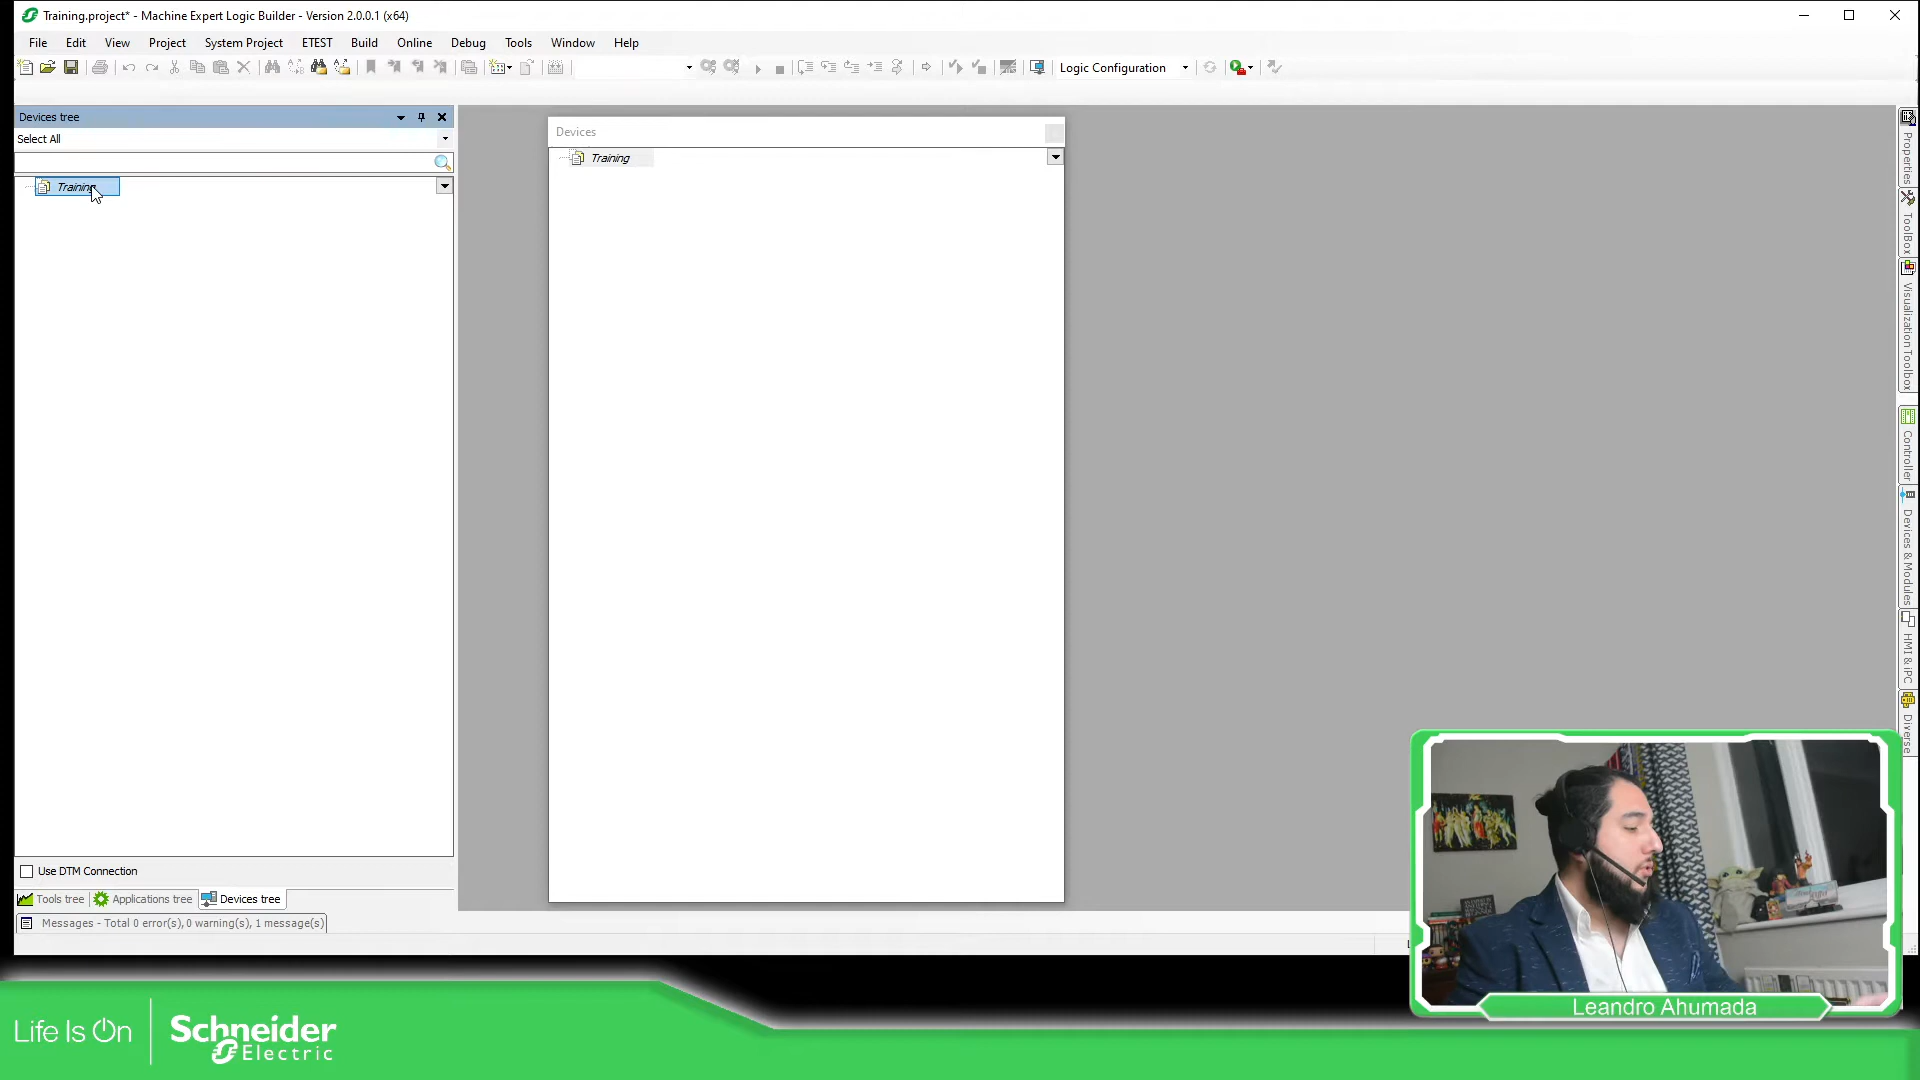 Training.project* - Machine Expert Logic Builder - Version 2.0.0.1 (x64)
File Edit View Project System Project ETEST Build Online Debug Tools Window Help
Logic Configuration
Devices tree
Select All
Training
Use DTM Connection
Tools tree Applications tree Devices tree
Messages - Total 0 error(s), 0 warning(s), 1 message(s)
Devices
Training
Properties
ToolBox
Visualization Toolbox
Controller
Devices & Modules
HMI & iPC
Diverse
Leandro Ahumada
Life Is On
Schneider
Electric